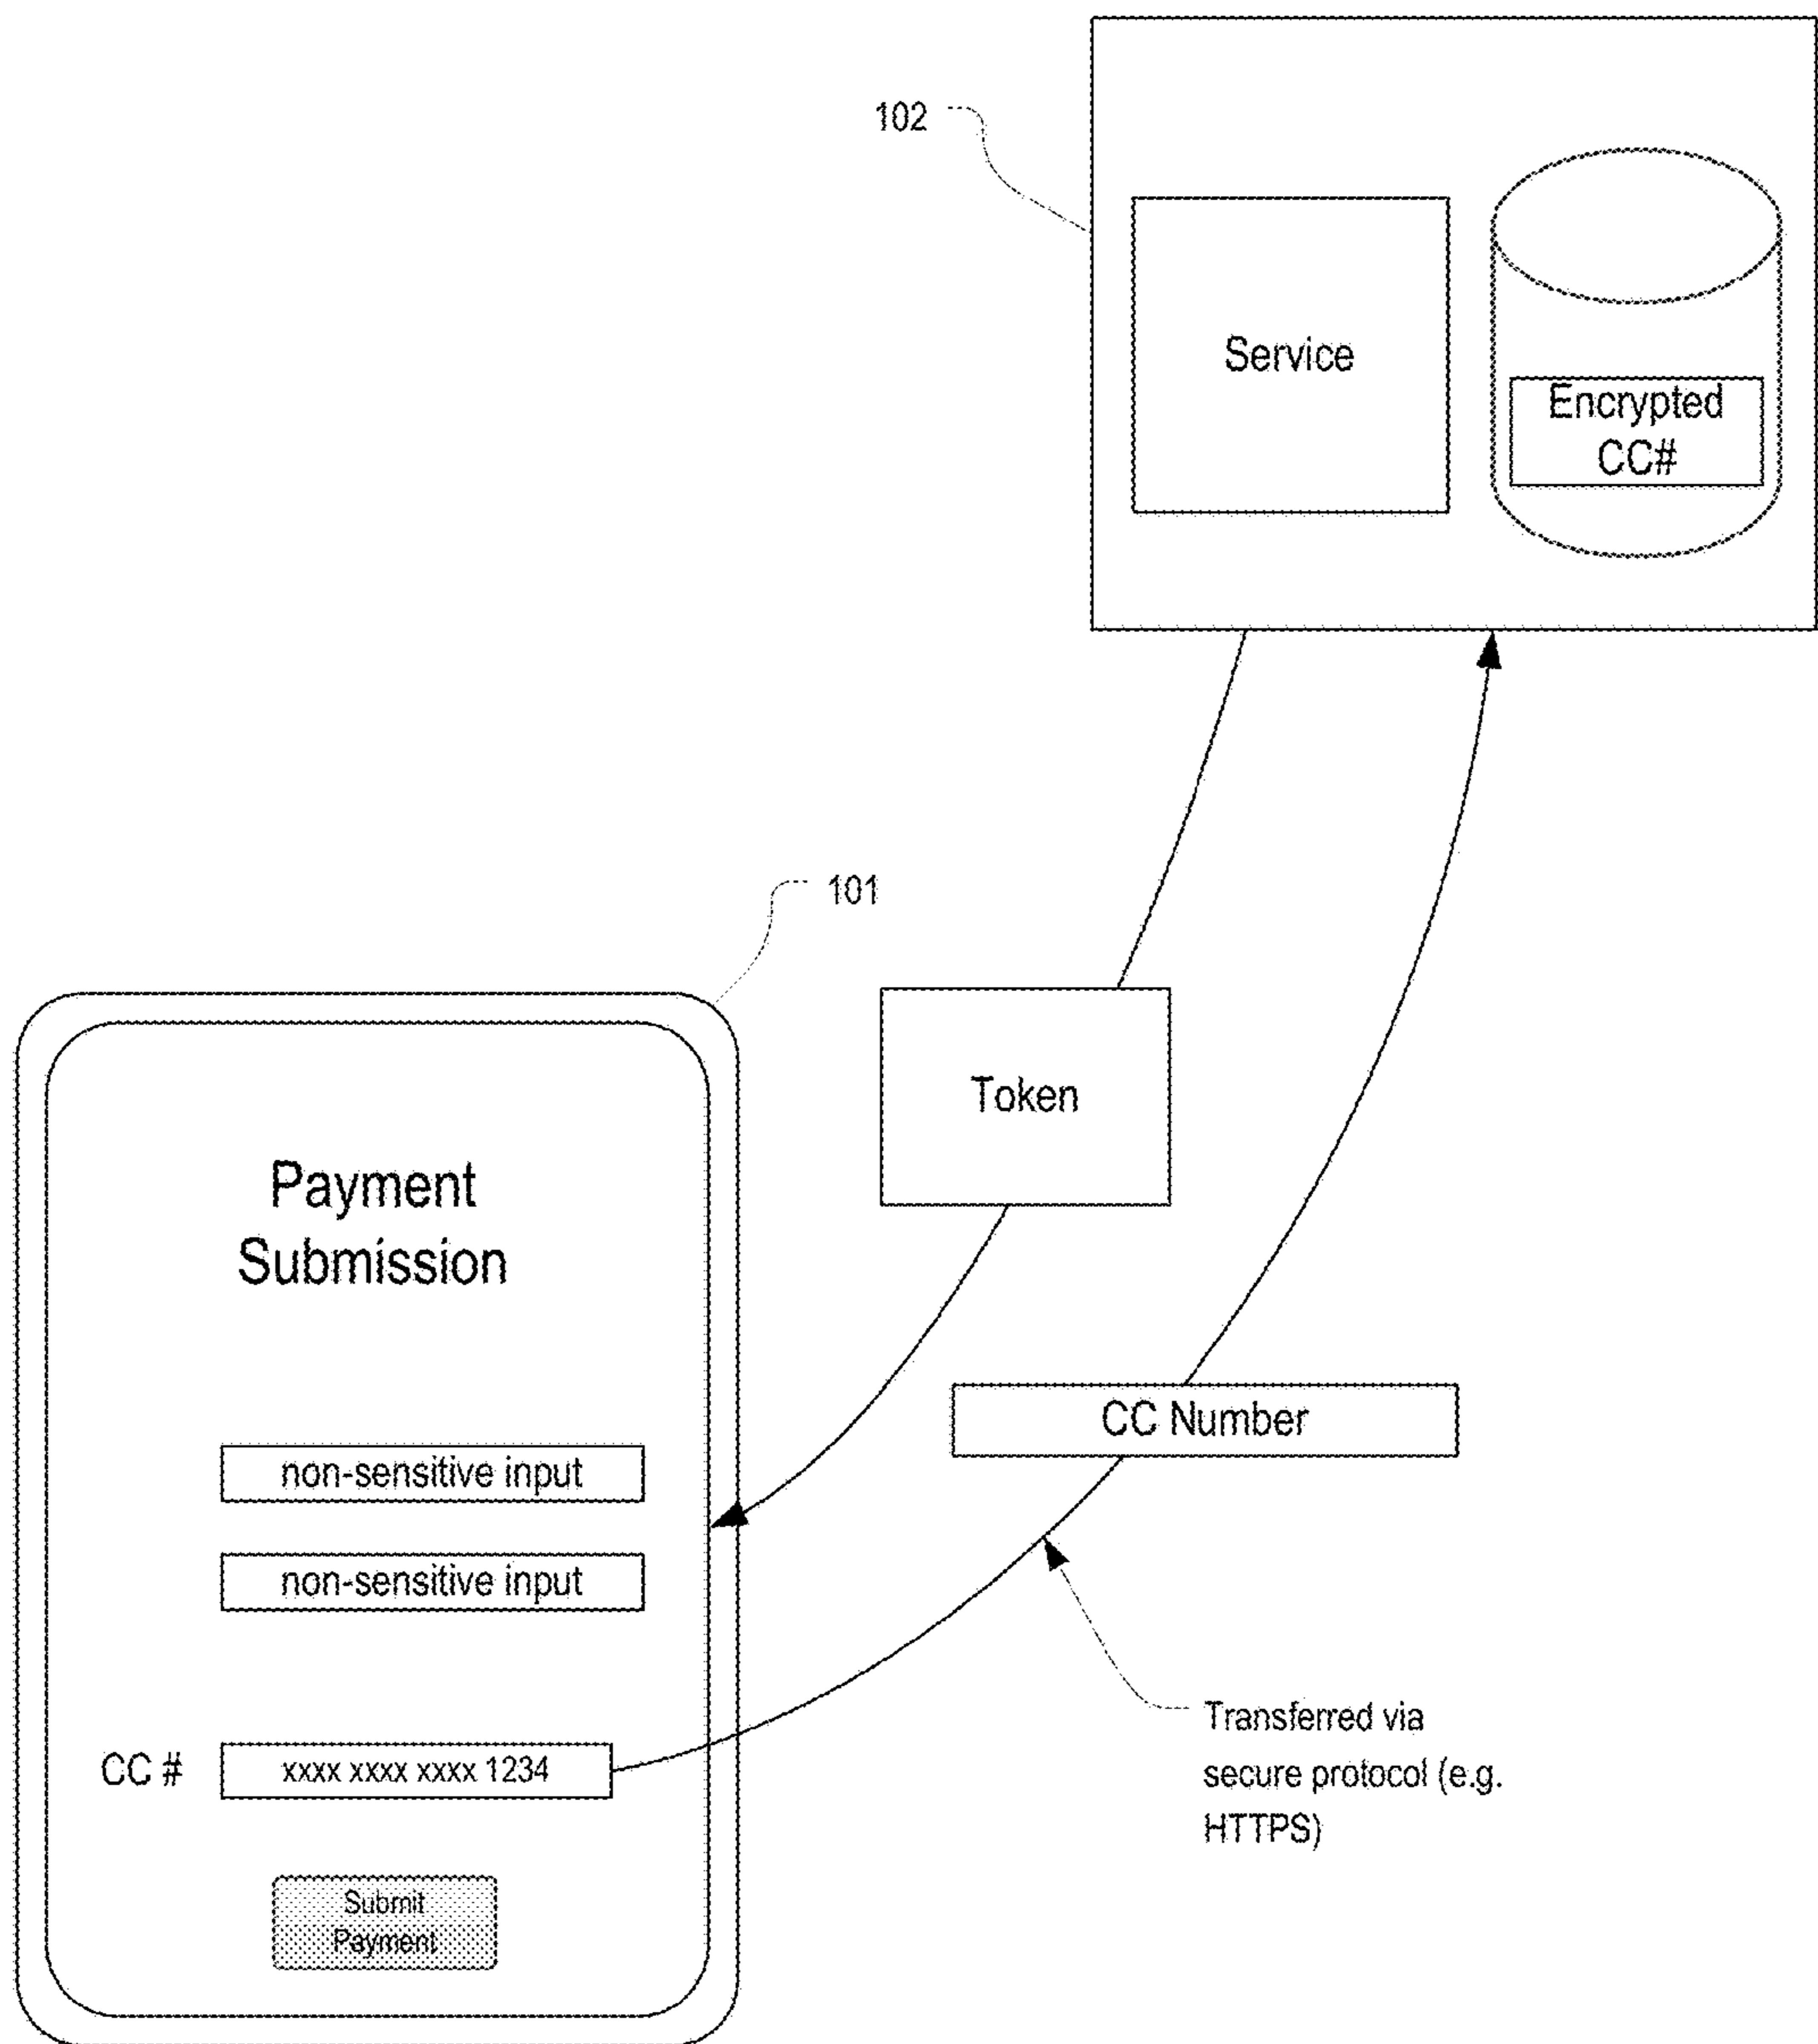 102
Service
Encrypted
CC#
101
Token
Payment
Submission
CC Number
non-sensitive input
non-sensitive input
Transferred via
secure protocol (e.g.
HTTPS)
CC #
xxxx xxxx xxxx 1234
Submit
Payment